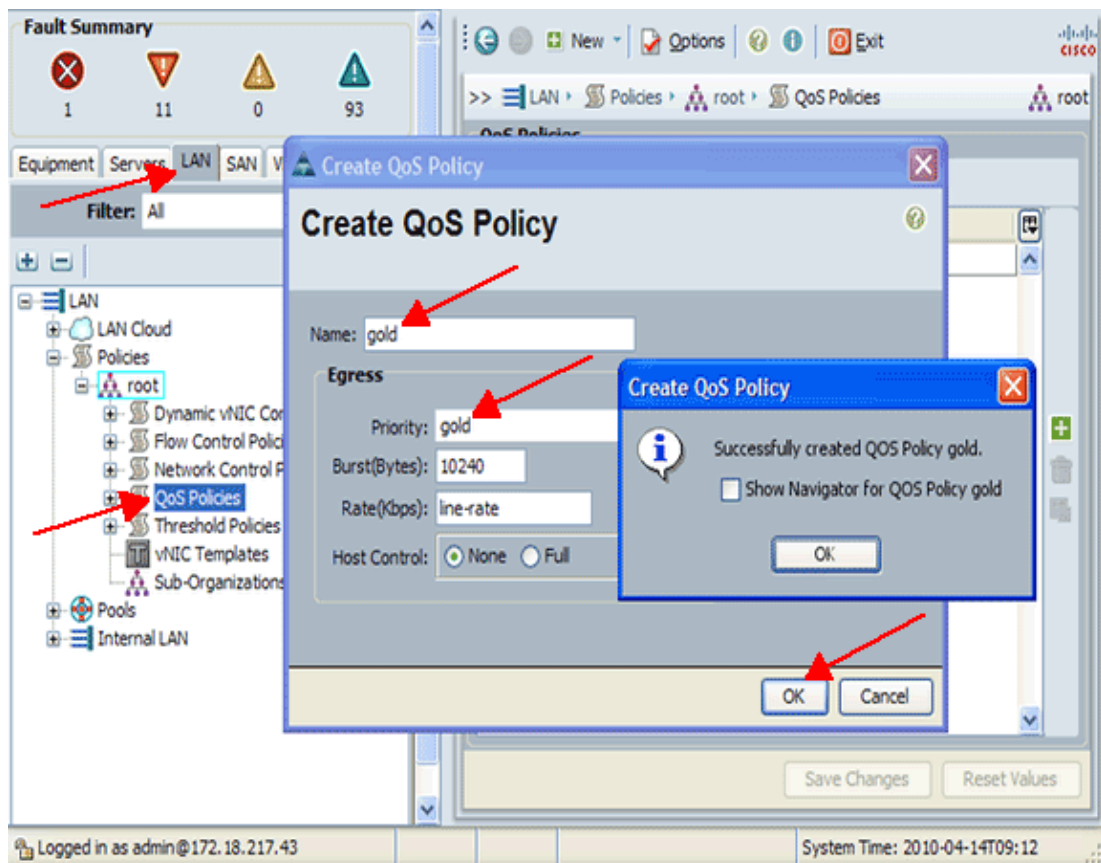 Fault Summary
1 11 0 93
New Options Exit
CISCO
>> LAN Policies root QoS Policies root
QoS Policies
Equipment Servers LAN SAN V
Filter: All
LAN
LAN Cloud
Policies
root
Dynamic vNIC Con
Flow Control Polici
Network Control P
QoS Policies
Threshold Policies
vNIC Templates
Sub-Organizations
Pools
Internal LAN
Create QoS Policy
Create QoS Policy
Name: gold
Egress
Priority: gold
Burst(Bytes): 10240
Rate(Kbps): line-rate
Host Control: None Full
OK Cancel
Create QoS Policy
Successfully created QOS Policy gold.
Show Navigator for QOS Policy gold
OK
Save Changes Reset Values
Logged in as admin@172.18.217.43
System Time: 2010-04-14T09:12